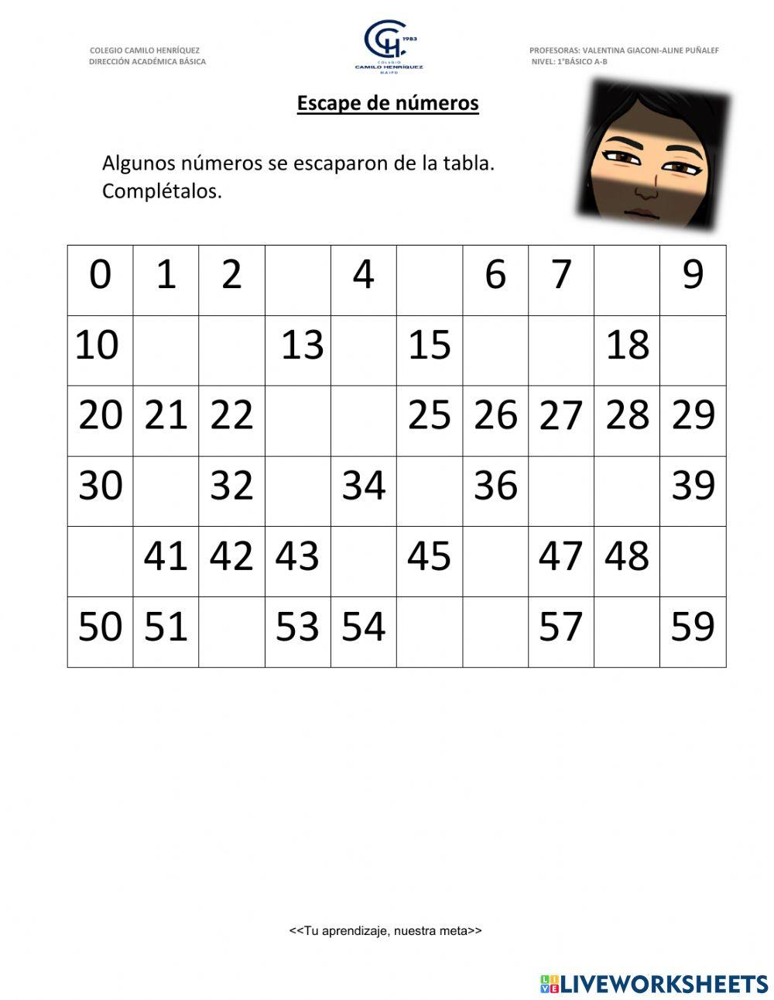 COLEGIO CAMILO HENRÍQUEZ
DIRECCIÓN ACADÉMICA BÁSICA
1983
CH
COLEGIO
CAMILO HENRÍQUEZ
MAIPÚ
PROFESORAS: VALENTINA GIACONI-ALINE PUÑALEF
NIVEL: 1°BÁSICO A-B
Escape de números
Algunos números se escaparon de la tabla.
Complétalos.
0 1 2 4 6 7 9
10 13 15 18
20 21 22 25 26 27 28 29
30 32 34 36 39
41 42 43 45 47 48
50 51 53 54 57 59
<<Tu aprendizaje, nuestra meta>>
LIVE LIVEWORKSHEETS